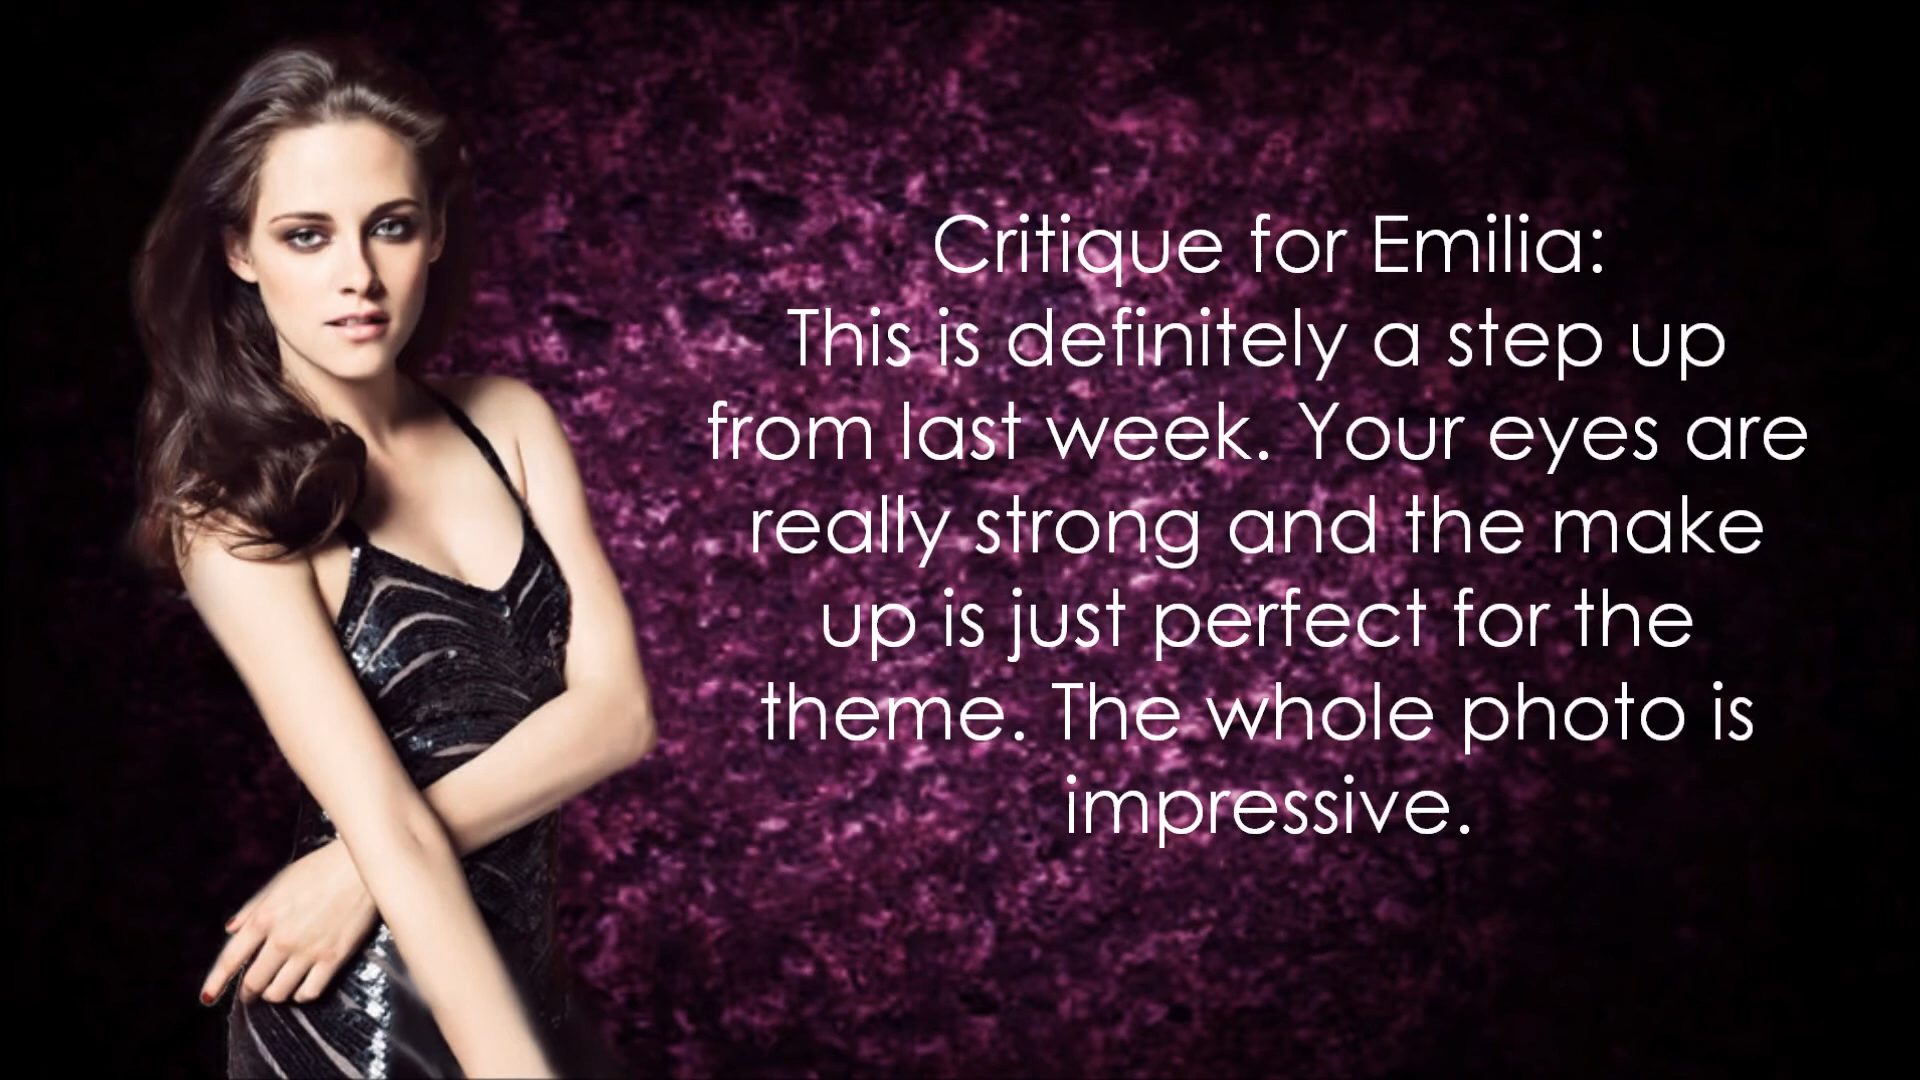 Critique for Emilia:
This is definitely a step up
from last week. Your eyes are
really strong and the make
up is just perfect for the
theme. The whole photo is
impressive.